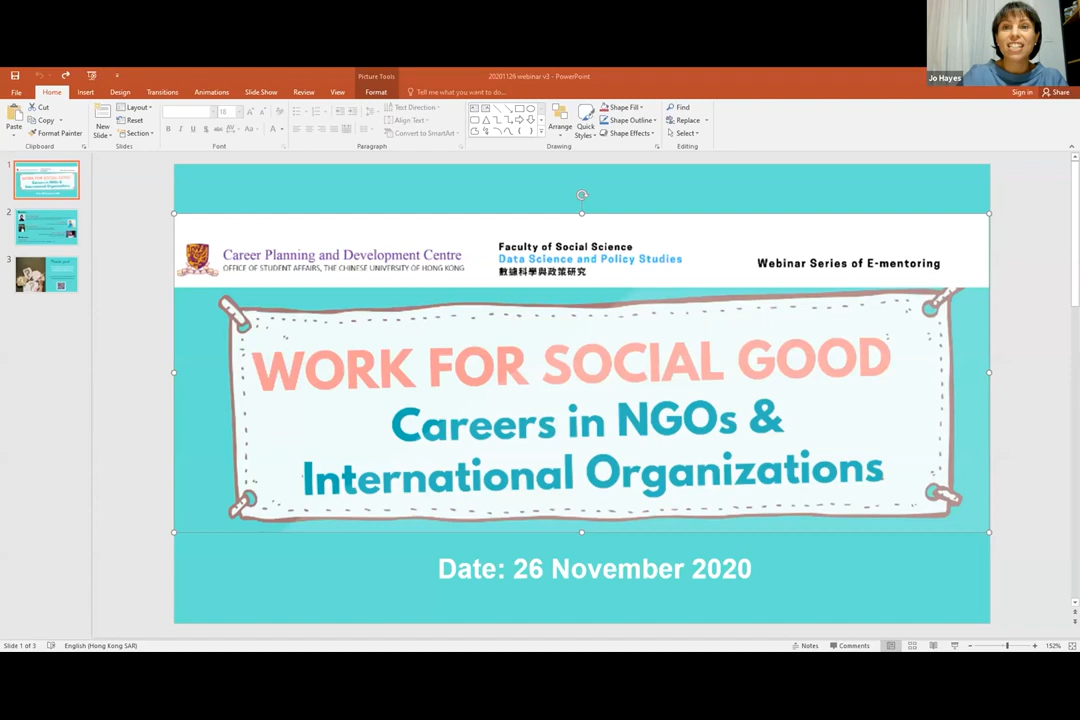 Jo Hayes
Picture Tools
20201126 webinar v3 - PowerPoint
File Home Insert Design Transitions Animations Slide Show Review View Format Tell me what you want to do...
Sign in Share
Cut
Copy
Format Painter
Paste
Clipboard
New Slide
Layout
Reset
Section
Slides
18
Font
Text Direction
Align Text
Convert to SmartArt
Paragraph
Arrange
Quick Styles
Shape Fill
Shape Outline
Shape Effects
Drawing
Find
Replace
Select
Editing
1
2
3
Career Planning and Development Centre
OFFICE OF STUDENT AFFAIRS, THE CHINESE UNIVERSITY OF HONG KONG
Faculty of Social Science
Data Science and Policy Studies
數據科學與政策研究
Webinar Series of E-mentoring
WORK FOR SOCIAL GOOD
Careers in NGOs &
International Organizations
Date: 26 November 2020
Slide 1 of 3 English (Hong Kong SAR) Notes Comments 152%